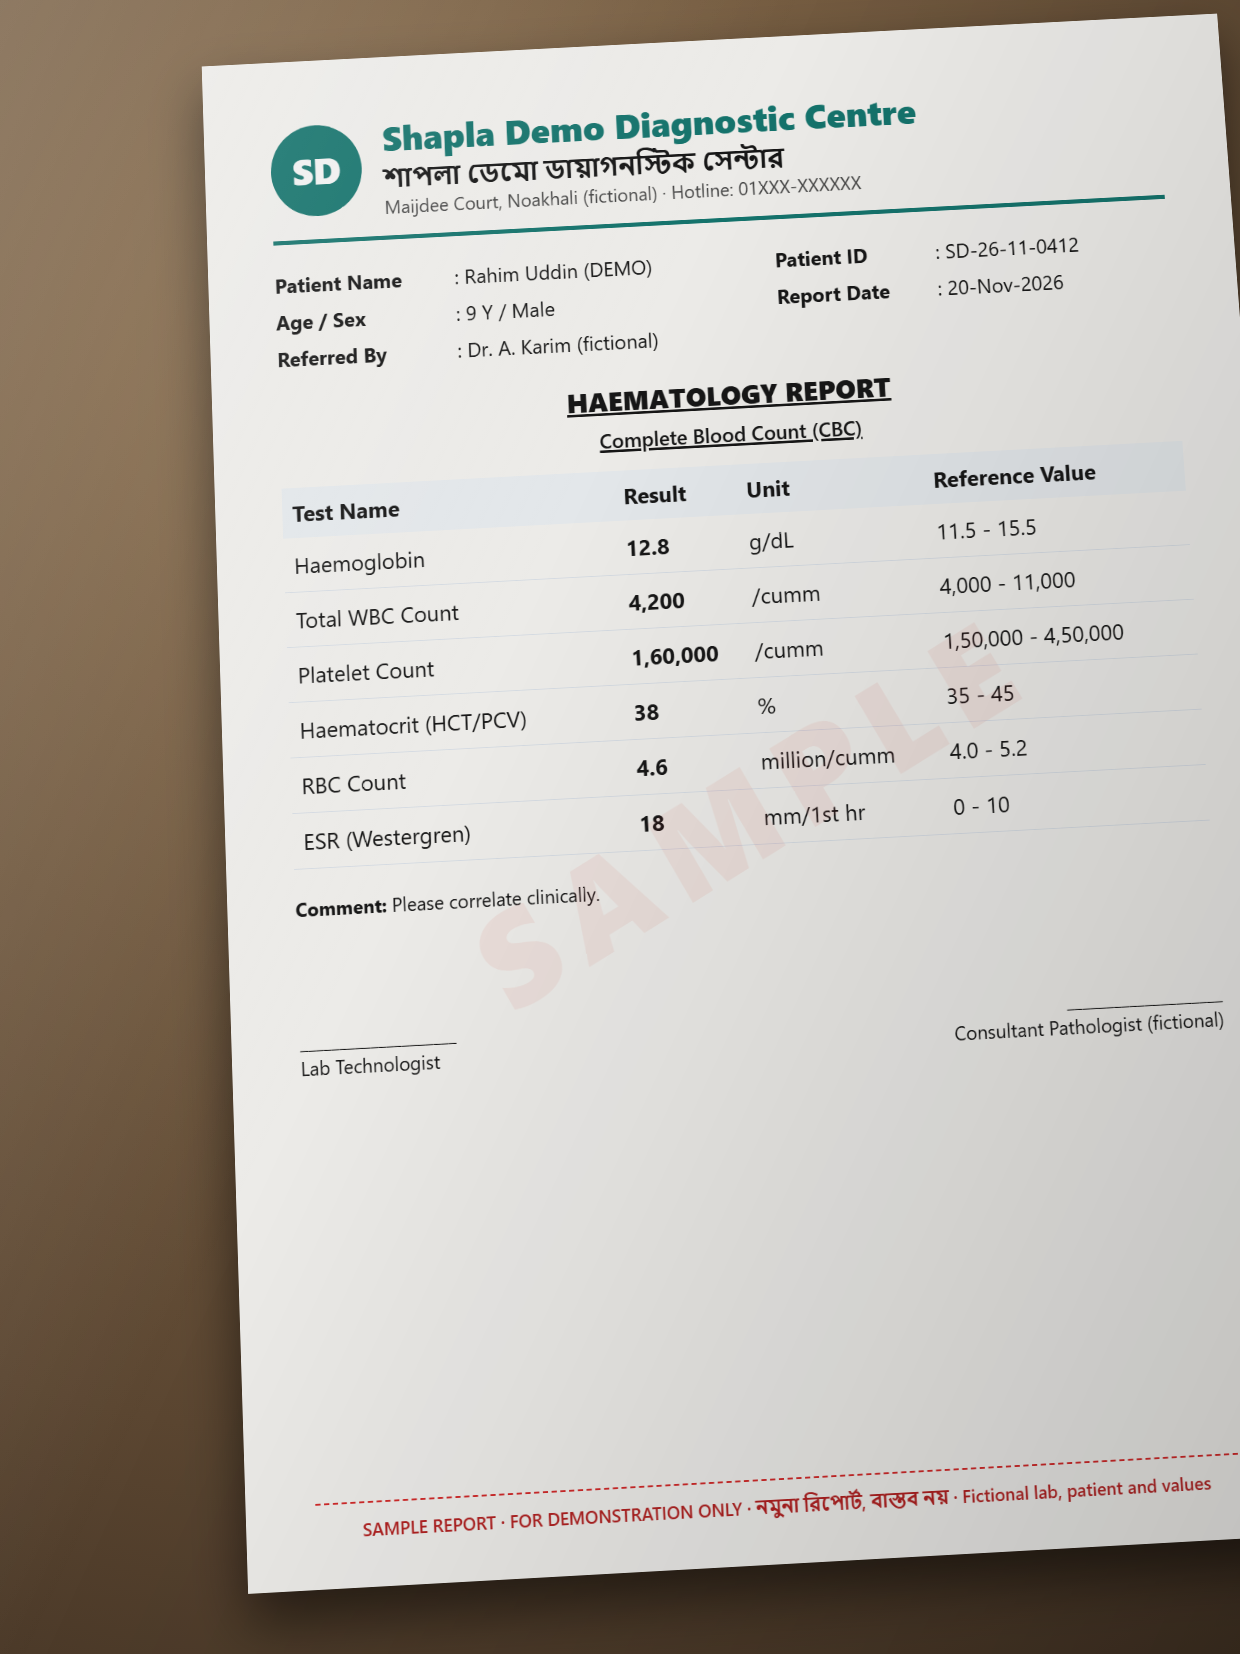 SD
Shapla Demo Diagnostic Centre
শাপলা ডেমো ডায়াগনস্টিক সেন্টার
Maijdee Court, Noakhali (fictional) · Hotline: 01XXX-XXXXXX
Patient Name : Rahim Uddin (DEMO) Patient ID : SD-26-11-0412
Age / Sex : 9 Y / Male Report Date : 20-Nov-2026
Referred By : Dr. A. Karim (fictional)
HAEMATOLOGY REPORT
Complete Blood Count (CBC)
Test Name Result Unit Reference Value
Haemoglobin 12.8 g/dL 11.5 - 15.5
Total WBC Count 4,200 /cumm 4,000 - 11,000
Platelet Count 1,60,000 /cumm 1,50,000 - 4,50,000
Haematocrit (HCT/PCV) 38 % 35 - 45
RBC Count 4.6 million/cumm 4.0 - 5.2
ESR (Westergren) 18 mm/1st hr 0 - 10
Comment: Please correlate clinically.
SAMPLE
Lab Technologist Consultant Pathologist (fictional)
SAMPLE REPORT · FOR DEMONSTRATION ONLY · নমুনা রিপোর্ট, বাস্তব নয় · Fictional lab, patient and values